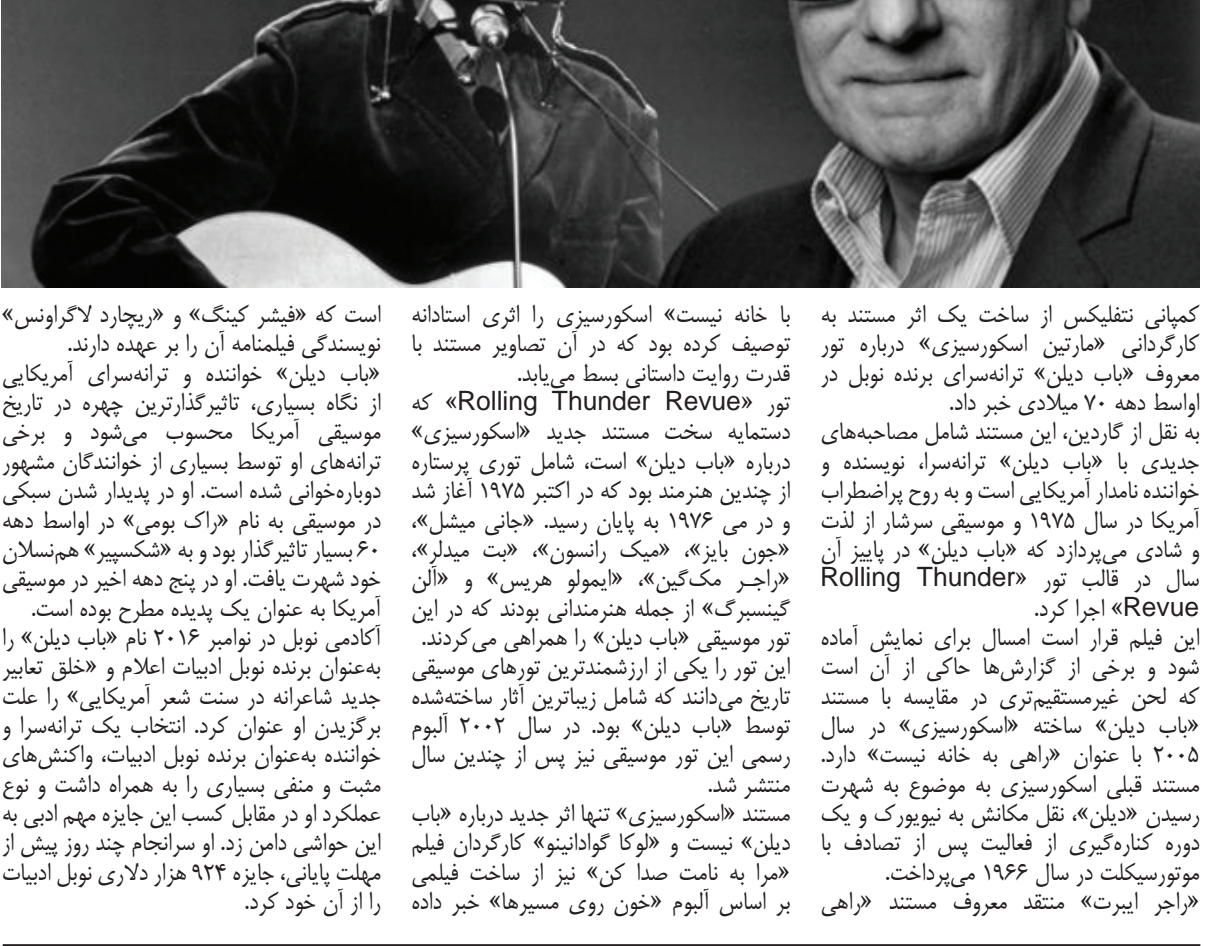 کمپانی نتفلیکس از ساخت یک اثر مستند به
کارگردانی «مارتین اسکورسیزی» درباره تور
معروف «باب دیلن» ترانه‌سرای برنده نوبل در
اواسط دهه ۷۰ میلادی خبر داد.
به نقل از گاردین، این مستند شامل مصاحبه‌های
جدیدی با «باب دیلن» ترانه‌سرا، نویسنده و
خواننده نامدار آمریکایی است و به روح پراضطراب
آمریکا در سال ۱۹۷۵ و موسیقی سرشار از لذت
و شادی می‌پردازد که «باب دیلن» در پاییز آن
سال در قالب تور «Rolling Thunder
Revue» اجرا کرد.
این فیلم قرار است امسال برای نمایش آماده
شود و برخی از گزارش‌ها حاکی از آن است
که لحن غیرمستقیم‌تری در مقایسه با مستند
«باب دیلن» ساخته «اسکورسیزی» در سال
۲۰۰۵ با عنوان «راهی به خانه نیست» دارد.
مستند قبلی اسکورسیزی به موضوع به شهرت
رسیدن «دیلن»، نقل مکانش به نیویورک و یک
دوره کناره‌گیری از فعالیت پس از تصادف با
موتورسیکلت در سال ۱۹۶۶ می‌پرداخت.
«راجر ایبرت» منتقد معروف مستند «راهی
با خانه نیست» اسکورسیزی را اثری استادانه
توصیف کرده بود که در آن تصاویر مستند با
قدرت روایت داستانی بسط می‌یابد.
تور «Rolling Thunder Revue» که
دستمایه سخت مستند جدید «اسکورسیزی»
درباره «باب دیلن» است، شامل توری پرستاره
از چندین هنرمند بود که در اکتبر ۱۹۷۵ آغاز شد
و در می ۱۹۷۶ به پایان رسید. «جانی میشل»،
«جون بایز»، «میک رانسون»، «بت میدلر»،
«راجر مک‌گین»، «ایمولو هریس» و «آلن
گینسبرگ» از جمله هنرمندانی بودند که در این
تور موسیقی «باب دیلن» را همراهی می‌کردند.
این تور را یکی از ارزشمندترین تورهای موسیقی
تاریخ می‌دانند که شامل زیباترین آثار ساخته‌شده
توسط «باب دیلن» بود. در سال ۲۰۰۲ آلبوم
رسمی این تور موسیقی نیز پس از چندین سال
منتشر شد.
مستند «اسکورسیزی» تنها اثر جدید درباره «باب
دیلن» نیست و «لوکا گوادانینو» کارگردان فیلم
«مرا به نامت صدا کن» نیز از ساخت فیلمی
بر اساس آلبوم «خون روی مسیرها» خبر داده
است که «فیشر کینگ» و «ریچارد لاگراونس»
نویسندگی فیلمنامه آن را بر عهده دارند.
«باب دیلن» خواننده و ترانه‌سرای آمریکایی
از نگاه بسیاری، تاثیرگذارترین چهره در تاریخ
موسیقی آمریکا محسوب می‌شود و برخی
ترانه‌های او توسط بسیاری از خوانندگان مشهور
دوباره‌خوانی شده است. او در پدیدار شدن سبکی
در موسیقی به نام «راک بومی» در اواسط دهه
۶۰ بسیار تاثیرگذار بود و به «شکسپیر» هم‌نسلان
خود شهرت یافت. او در پنج دهه اخیر در موسیقی
آمریکا به عنوان یک پدیده مطرح بوده است.
آکادمی نوبل در نوامبر ۲۰۱۶ نام «باب دیلن» را
به‌عنوان برنده نوبل ادبیات اعلام و «خلق تعابیر
جدید شاعرانه در سنت شعر آمریکایی» را علت
برگزیدن او عنوان کرد. انتخاب یک ترانه‌سرا و
خواننده به‌عنوان برنده نوبل ادبیات، واکنش‌های
مثبت و منفی بسیاری را به همراه داشت و نوع
عملکرد او در مقابل کسب این جایزه مهم ادبی به
این حواشی دامن زد. او سرانجام چند روز پیش از
مهلت پایانی، جایزه ۹۲۴ هزار دلاری نوبل ادبیات
را از آن خود کرد.